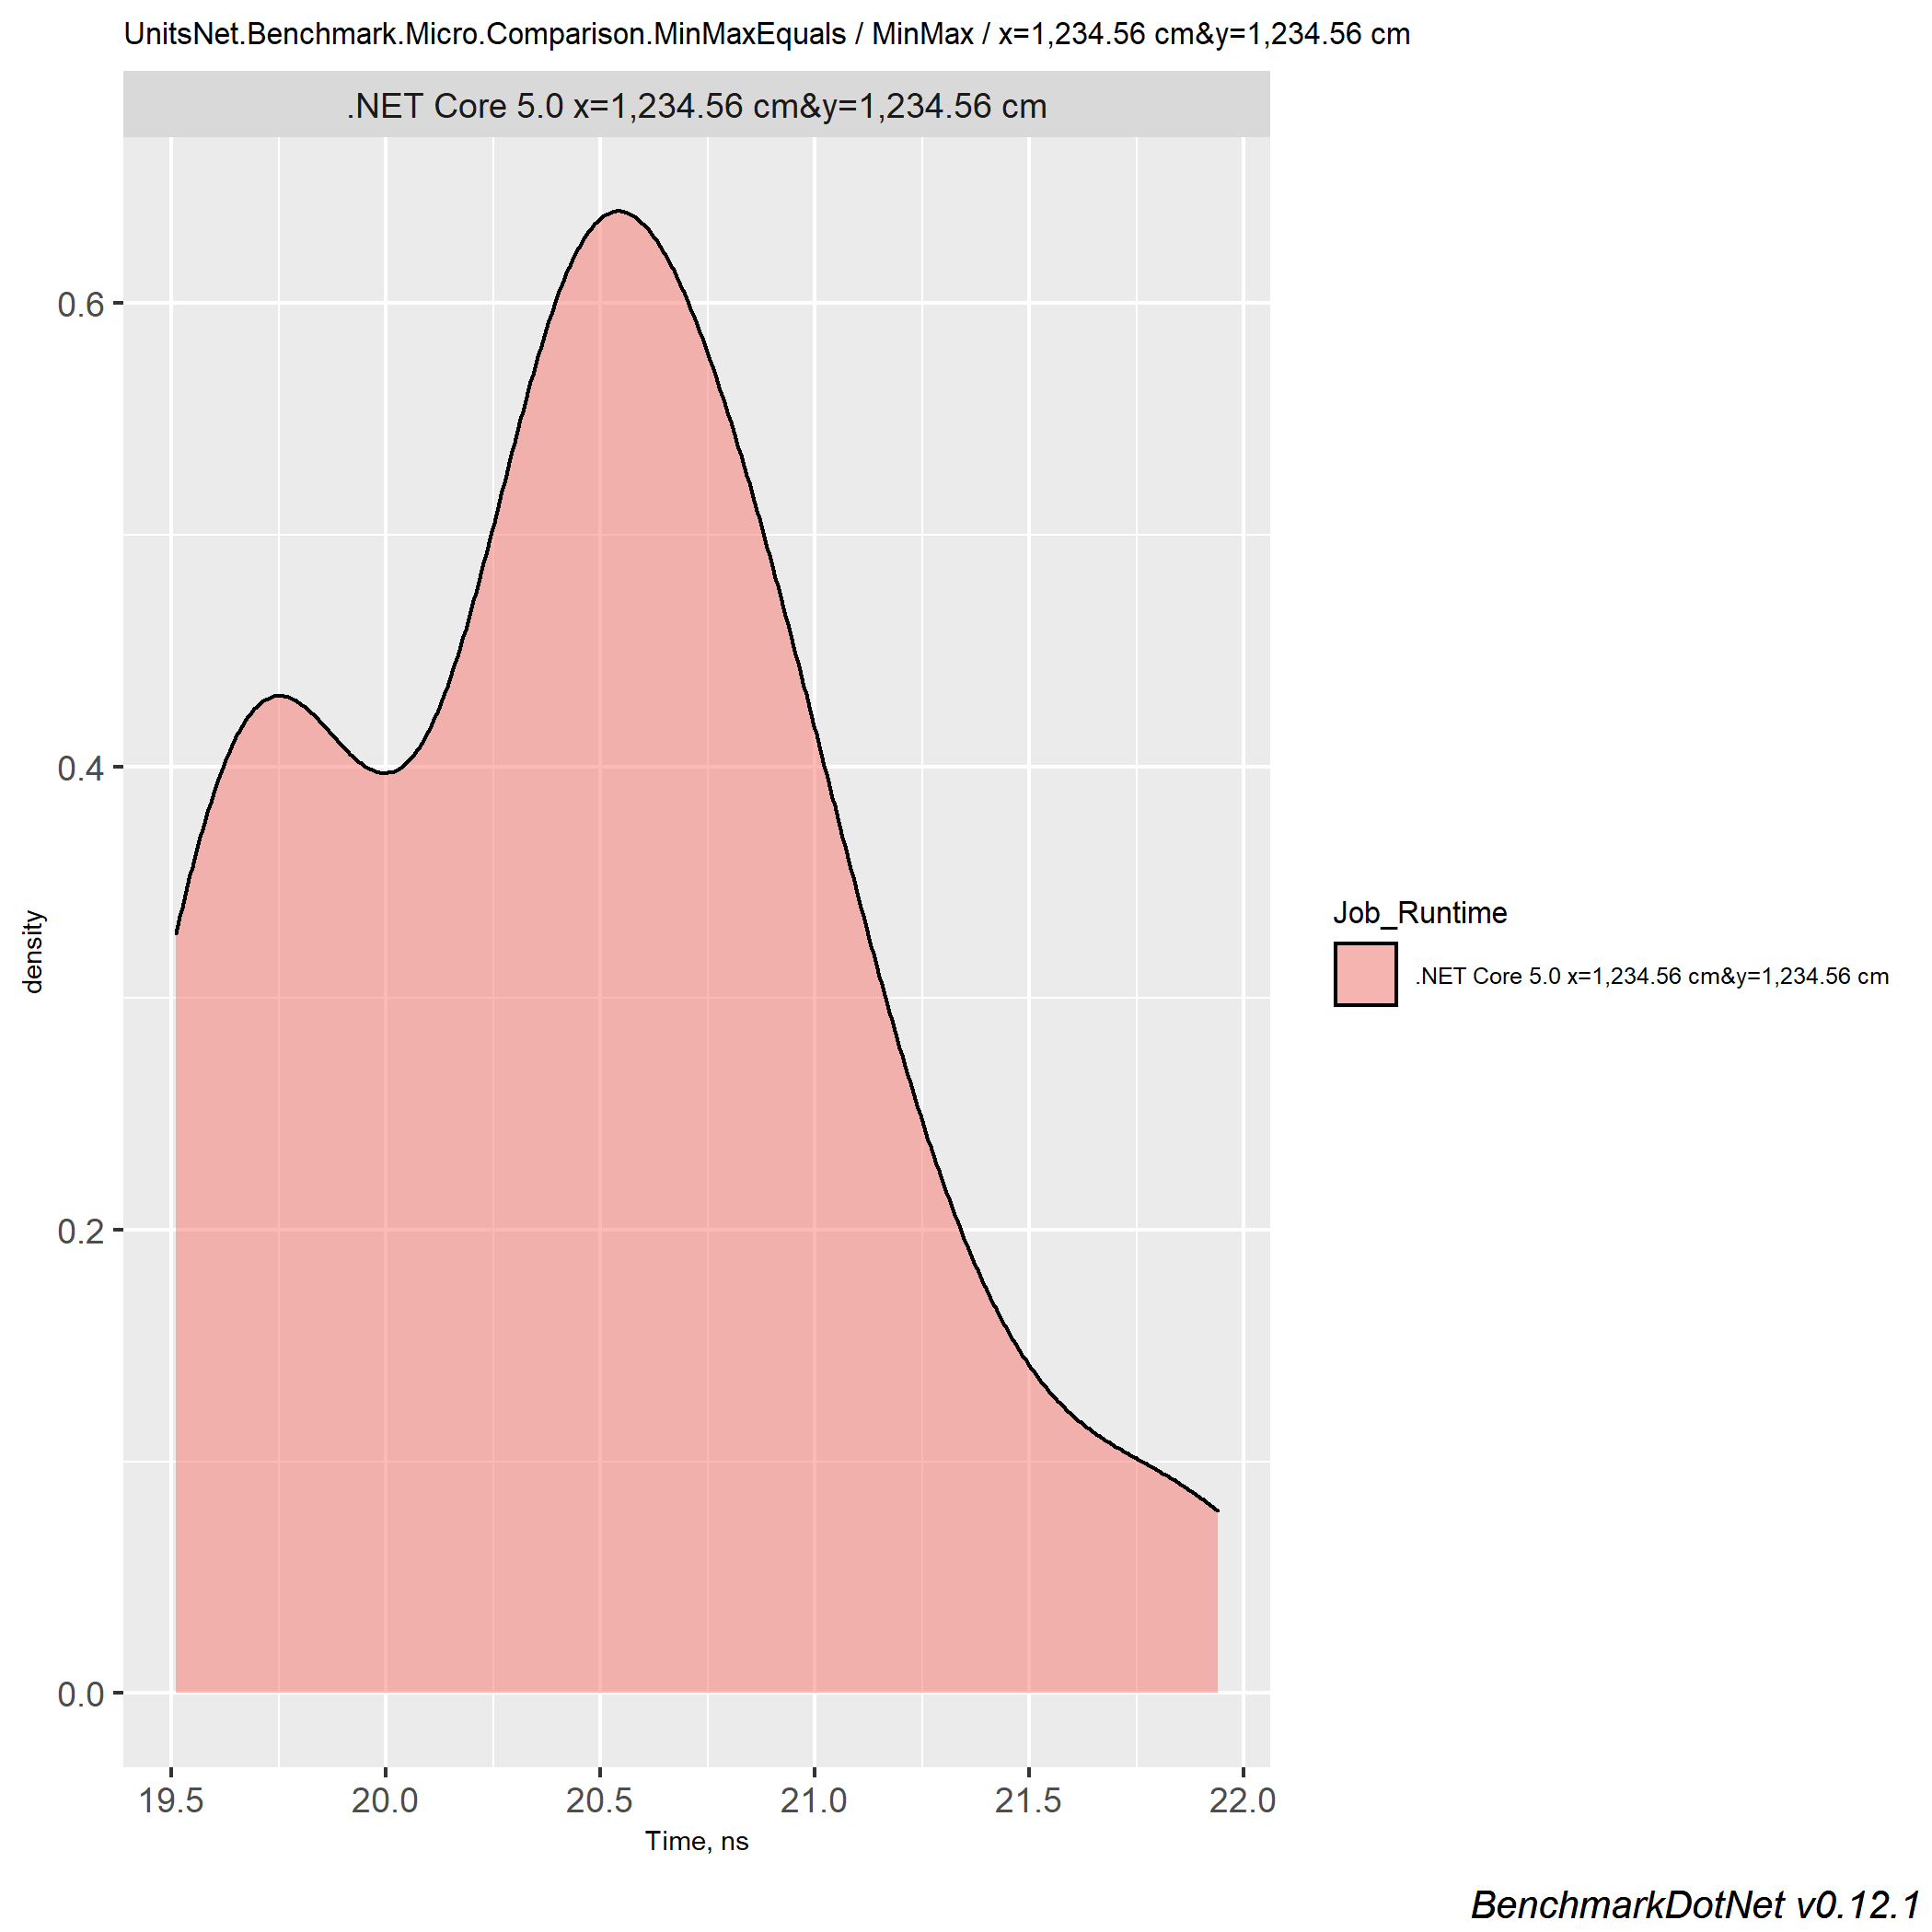 UnitsNet.Benchmark.Micro.Comparison.MinMaxEquals / MinMax / x=1,234.56 cm&y=1,234.56 cm
.NET Core 5.0 x=1,234.56 cm&y=1,234.56 cm
0.6
0.4
0.2
0.0
density
19.5 20.0 20.5 21.0 21.5 22.0
Time, ns
Job_Runtime
.NET Core 5.0 x=1,234.56 cm&y=1,234.56 cm
BenchmarkDotNet v0.12.1